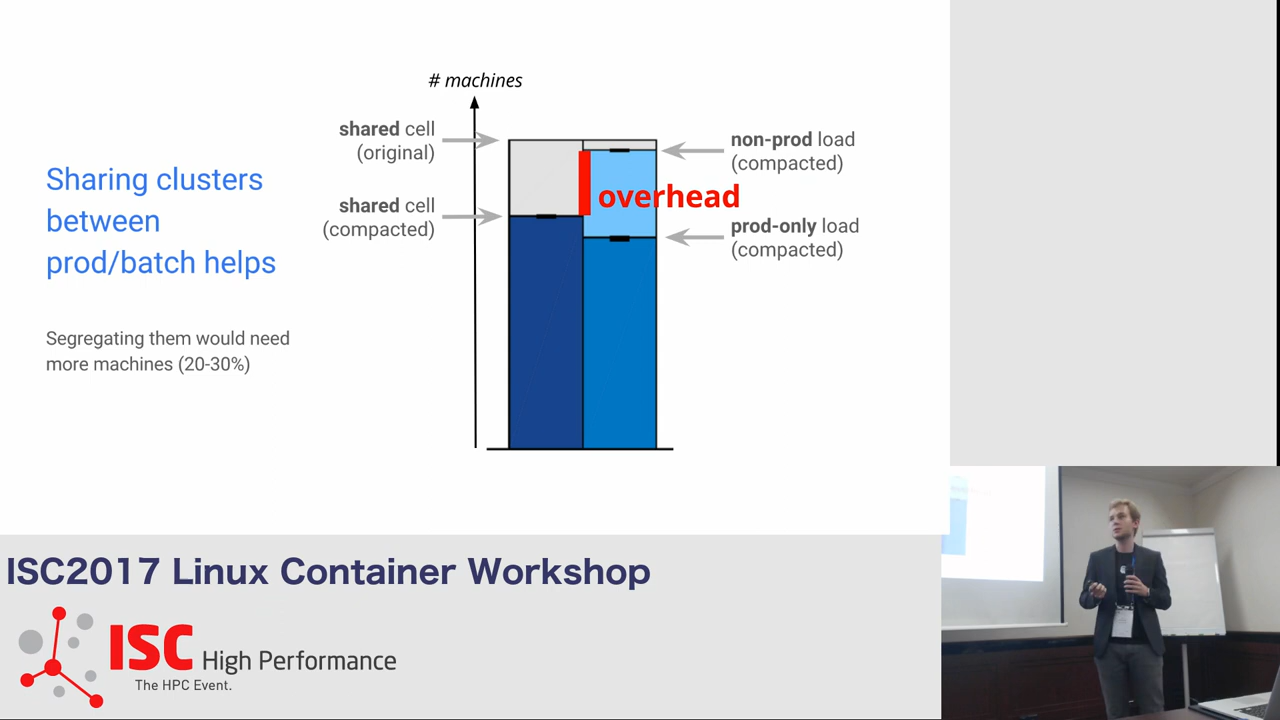 Sharing clusters
between
prod/batch helps
Segregating them would need
more machines (20-30%)
# machines
shared cell
(original)
shared cell
(compacted)
overhead
non-prod load
(compacted)
prod-only load
(compacted)
ISC2017 Linux Container Workshop
ISC High Performance
The HPC Event.